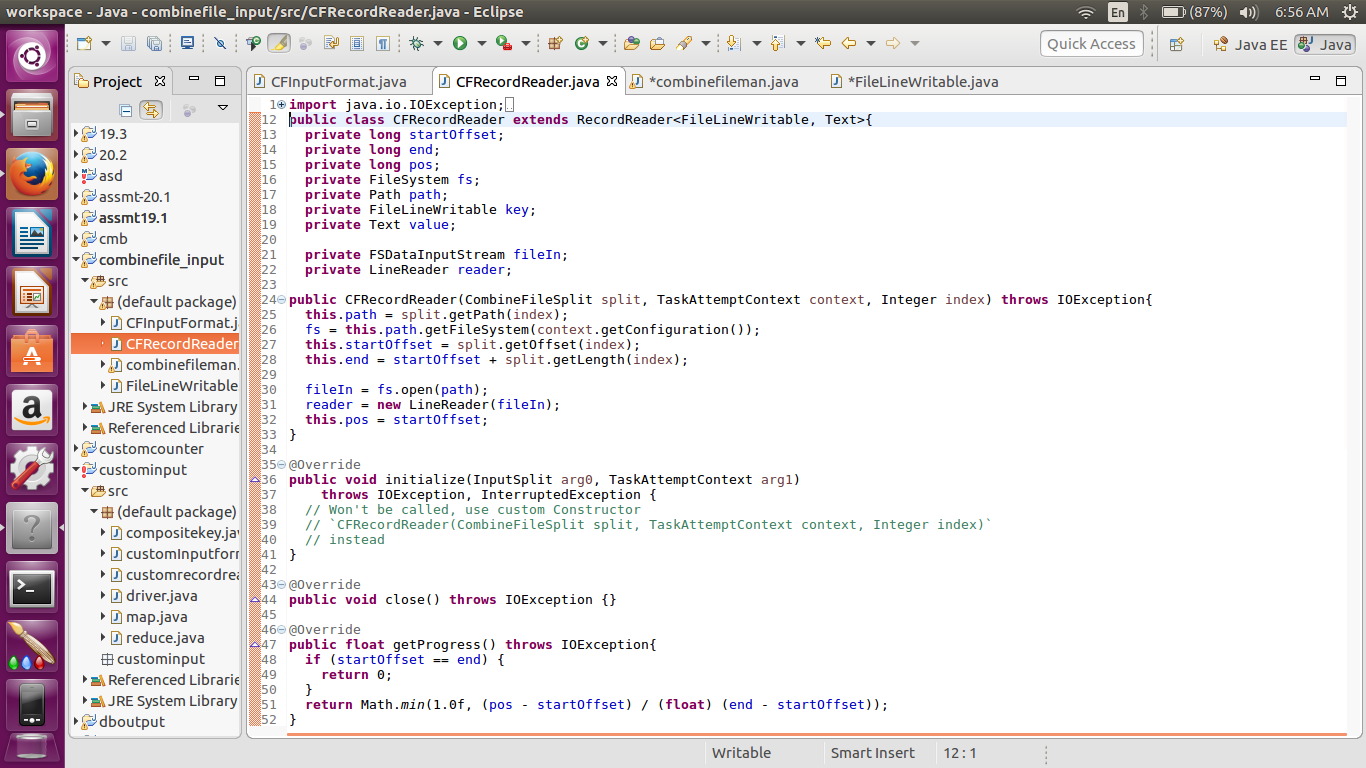 workspace - Java - combinefile_input/src/CFRecordReader.java - Eclipse
En
(87%)
6:56 AM
Quick Access
Java EE
Java
Project
CFInputFormat.java
CFRecordReader.java
*combinefileman.java
*FileLineWritable.java
19.3
20.2
asd
assmt-20.1
assmt19.1
cmb
combinefile_input
src
(default package)
CFInputFormat.j
CFRecordReader
combinefileman.
FileLineWritable
JRE System Library
Referenced Librarie
customcounter
custominput
src
(default package)
compositekey.jav
customInputforn
customrecordrea
driver.java
map.java
reduce.java
custominput
Referenced Librarie
JRE System Library
dboutput
1 import java.io.IOException;
12 public class CFRecordReader extends RecordReader<FileLineWritable, Text>{
13 private long startOffset;
14 private long end;
15 private long pos;
16 private FileSystem fs;
17 private Path path;
18 private FileLineWritable key;
19 private Text value;
20
21 private FSDataInputStream fileIn;
22 private LineReader reader;
23
24 public CFRecordReader(CombineFileSplit split, TaskAttemptContext context, Integer index) throws IOException{
25 this.path = split.getPath(index);
26 fs = this.path.getFileSystem(context.getConfiguration());
27 this.startOffset = split.getOffset(index);
28 this.end = startOffset + split.getLength(index);
29
30 fileIn = fs.open(path);
31 reader = new LineReader(fileIn);
32 this.pos = startOffset;
33 }
34
35 @Override
36 public void initialize(InputSplit arg0, TaskAttemptContext arg1)
37 throws IOException, InterruptedException {
38 // Won't be called, use custom Constructor
39 // `CFRecordReader(CombineFileSplit split, TaskAttemptContext context, Integer index)`
40 // instead
41 }
42
43 @Override
44 public void close() throws IOException {}
45
46 @Override
47 public float getProgress() throws IOException{
48 if (startOffset == end) {
49 return 0;
50 }
51 return Math.min(1.0f, (pos - startOffset) / (float) (end - startOffset));
52 }
Writable
Smart Insert
12 : 1